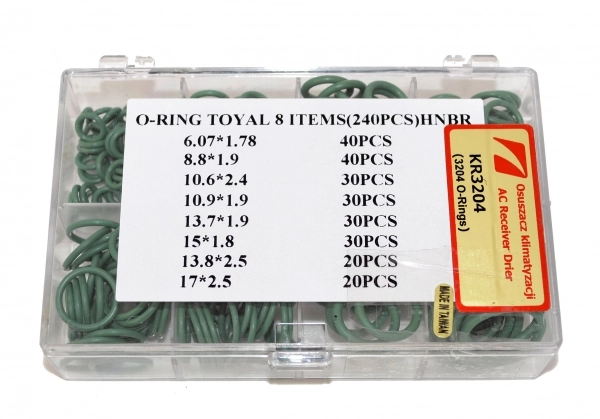 O-RING TOYAL 8 ITEMS(240PCS)HNBR
6.07*1.78 40PCS
8.8*1.9 40PCS
10.6*2.4 30PCS
10.9*1.9 30PCS
13.7*1.9 30PCS
15*1.8 30PCS
13.8*2.5 20PCS
17*2.5 20PCS
Osuszacz klimatyzacji
AC Receiver Drier
KR3204
(3204 O-Rings)
MADE IN TAIWAN